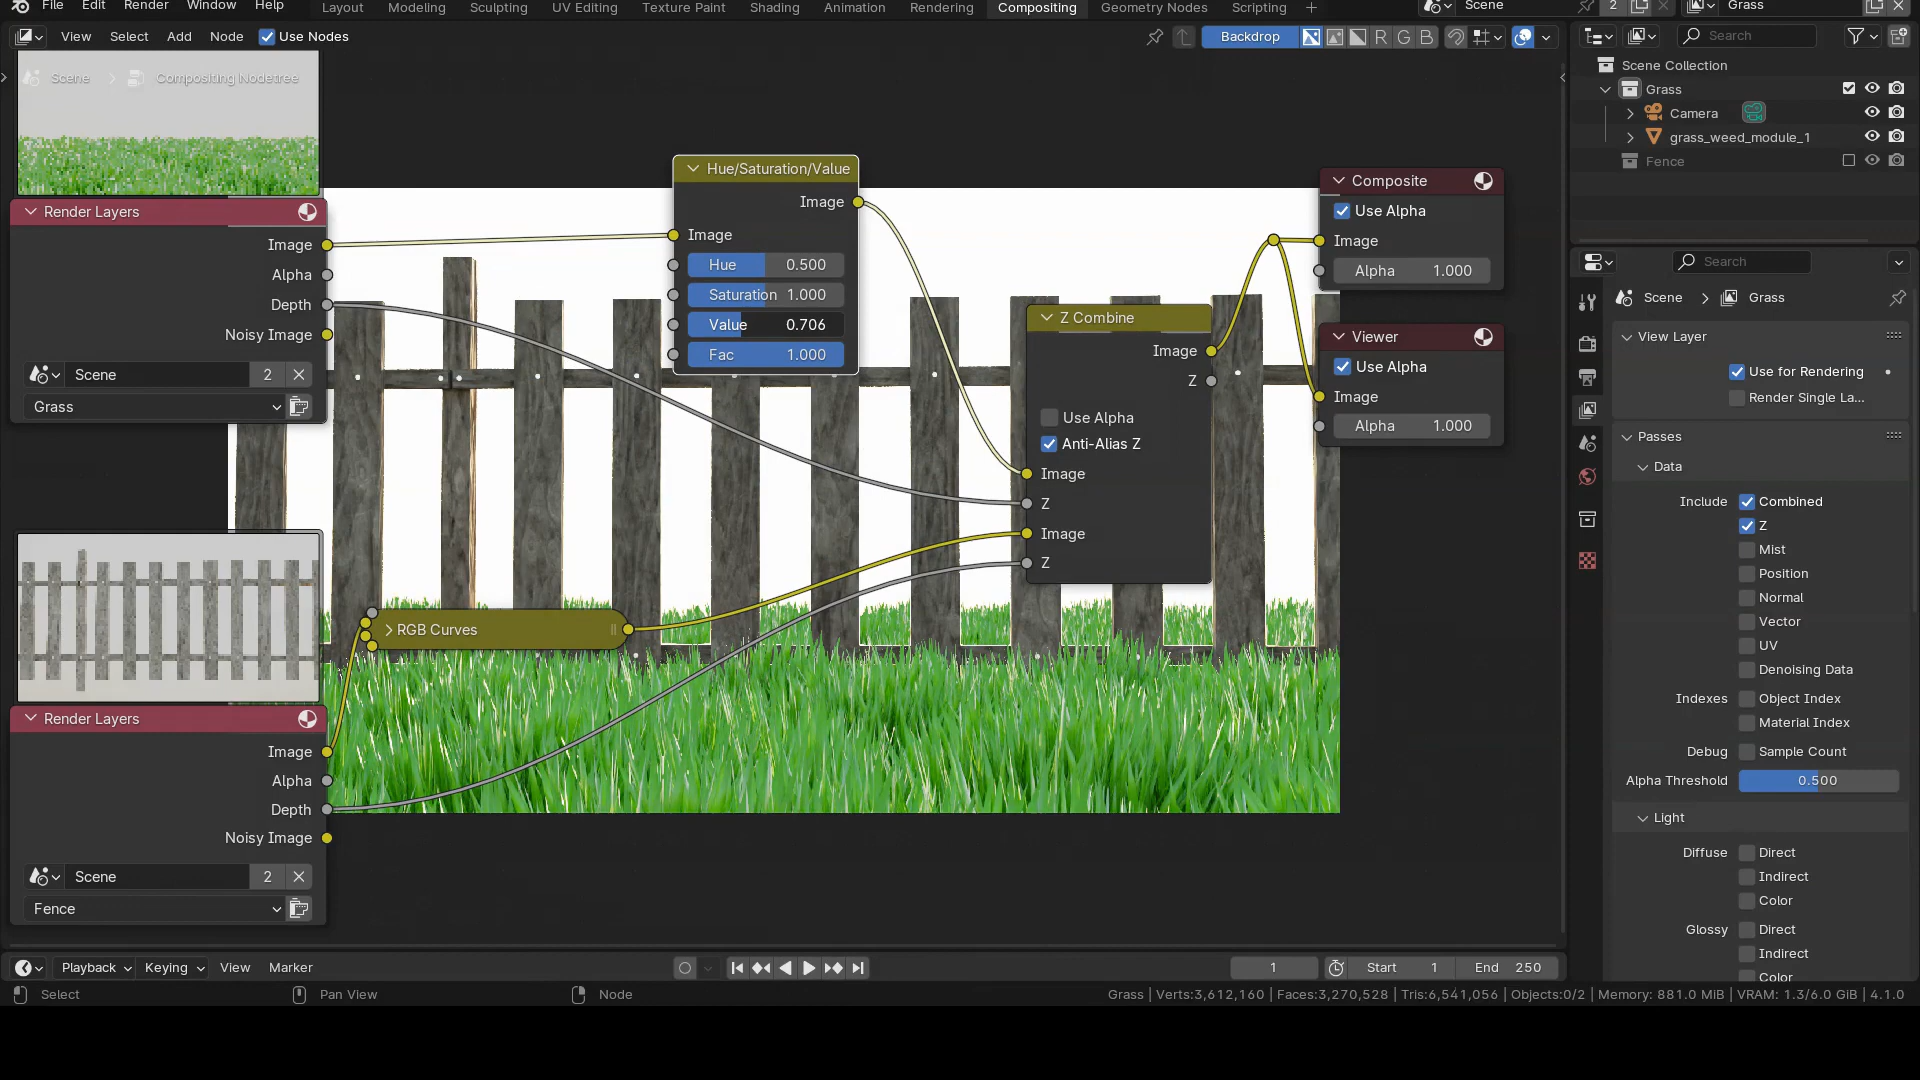 File Edit Render Window Help Layout Modeling Sculpting UV Editing Texture Paint Shading Animation Rendering Compositing Geometry Nodes Scripting + Scene 2 Grass
View Select Add Node Use Nodes Backdrop R G B Search
Scene > Compositing Nodetree
Scene Collection
Grass
Camera
grass_weed_module_1
Fence
Render Layers
Image
Alpha
Depth
Noisy Image
Scene 2
Grass
Hue/Saturation/Value
Image
Image
Hue 0.500
Saturation 1.000
Value 0.706
Fac 1.000
Z Combine
Image
Z
Use Alpha
Anti-Alias Z
Image
Z
Image
Z
Composite
Use Alpha
Image
Alpha 1.000
Viewer
Use Alpha
Image
Alpha 1.000
RGB Curves
Render Layers
Image
Alpha
Depth
Noisy Image
Scene 2
Fence
Search
Scene > Grass
View Layer
Use for Rendering
Render Single La...
Passes
Data
Include Combined
Z
Mist
Position
Normal
Vector
UV
Denoising Data
Indexes Object Index
Material Index
Debug Sample Count
Alpha Threshold 0.500
Light
Diffuse Direct
Indirect
Color
Glossy Direct
Indirect
Color
Playback Keying View Marker 1 Start 1 End 250
Select Pan View Node Grass | Verts:3,612,160 | Faces:3,270,528 | Tris:6,541,056 | Objects:0/2 | Memory: 881.0 MiB | VRAM: 1.3/6.0 GiB | 4.1.0